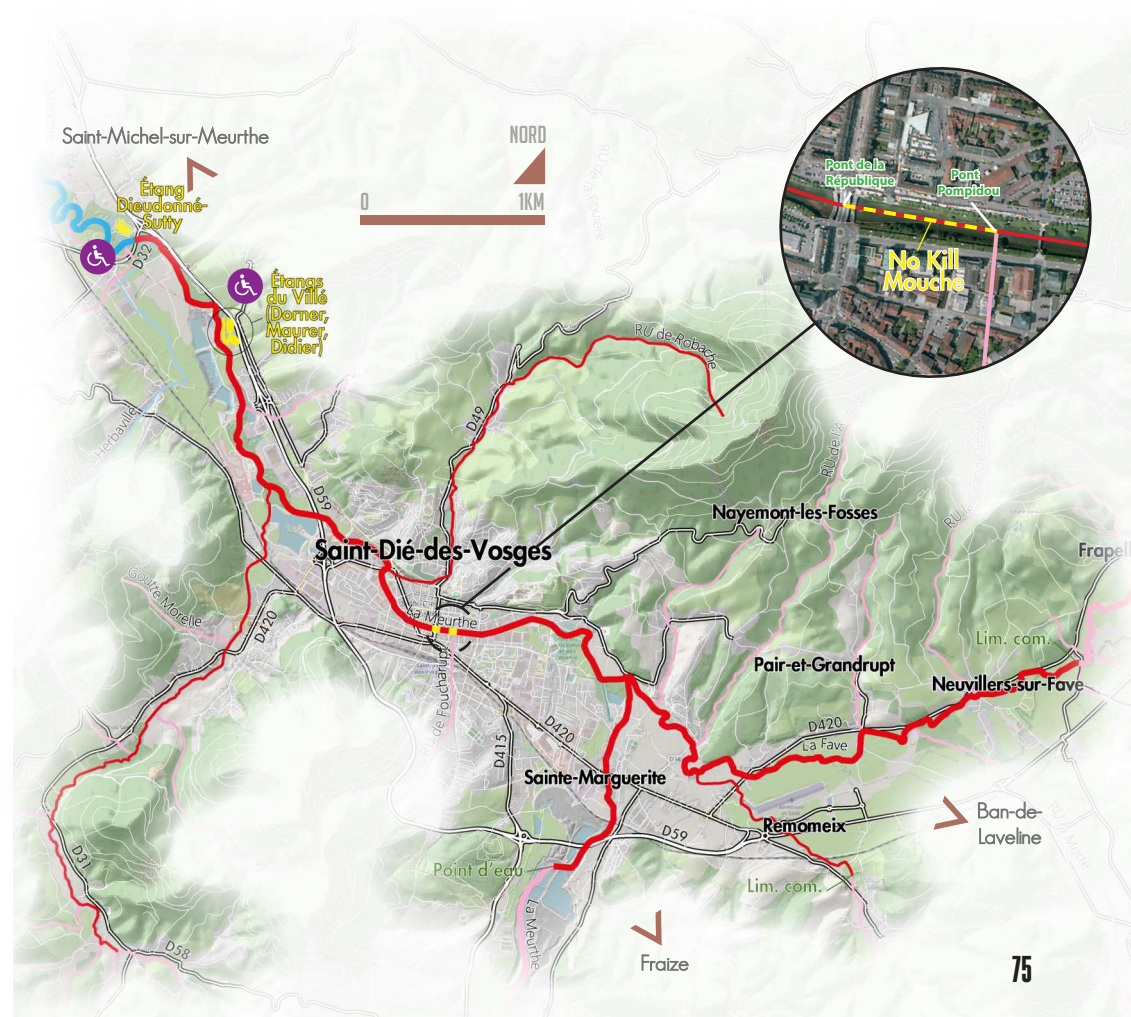 Saint-Michel-sur-Meurthe
NORD
0
1KM
Étang
Dieudonné-
Sutty
D32
Étangs
du Villé
(Dorner,
Maurer,
Didier)
Pont de la
République
Pont
Pompidou
No Kill
Mouche
RU de Robache
D49
D59
Nayemont-les-Fosses
Saint-Dié-des-Vosges
La Meurthe
Goutte Morelle
D420
Lim. com.
Pair-et-Grandrupt
Neuvillers-sur-Fave
D420
La Fave
D420
D415
Sainte-Marguerite
Remomeix
D59
Ban-de-
Laveline
Point d'eau
Lim. com.
D31
La Meurthe
D58
Fraize
75